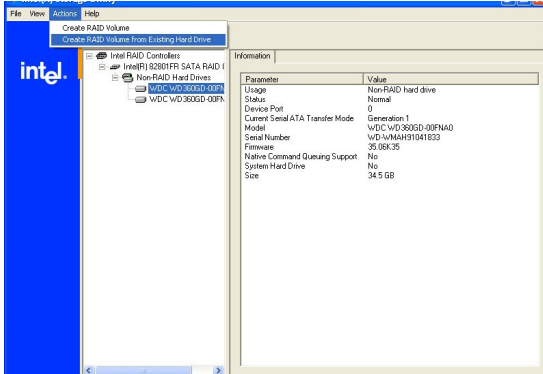 File View Actions Help
Create RAID Volume
Create RAID Volume from Existing Hard Drive
intel.
Intel RAID Controllers
Intel(R) 82801FR SATA RAID
Non-RAID Hard Drives
WDC WD360GD-00FN
WDC WD360GD-00FN
Information
Parameter Value
Usage Non-RAID hard drive
Status Normal
Device Port 0
Current Serial ATA Transfer Mode Generation 1
Model WDC WD360GD-00FNA0
Serial Number WD-WMAH91041833
Firmware 35.06K35
Native Command Queuing Support No
System Hard Drive No
Size 34.5 GB